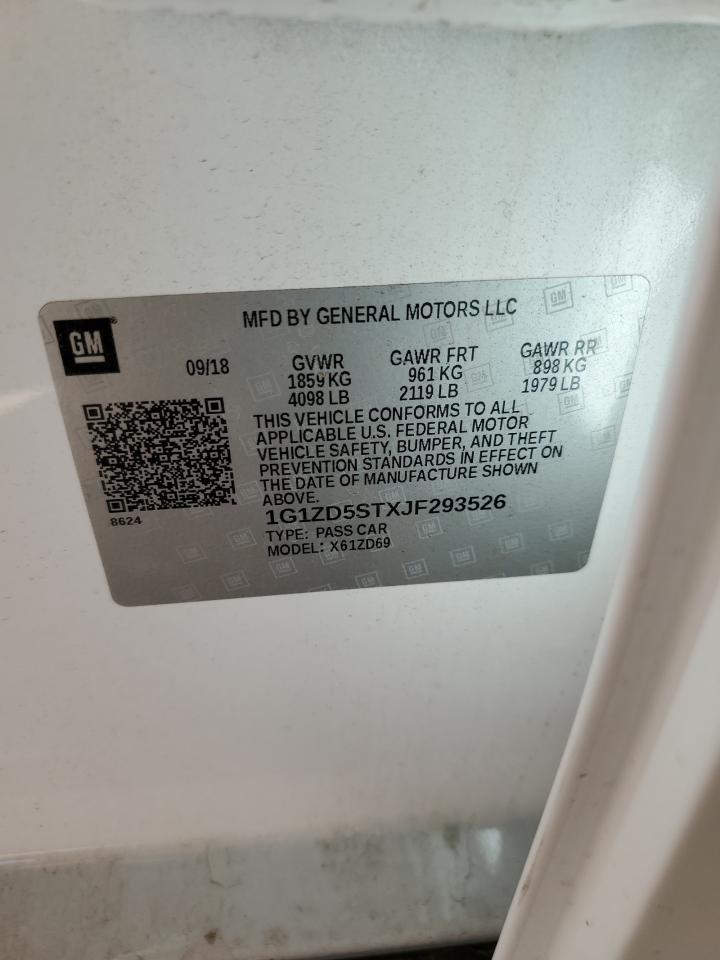 MFD BY GENERAL MOTORS LLC
GM
09/18
GVWR
1859 KG
4098 LB
GAWR FRT
961 KG
2119 LB
GAWR RR
898 KG
1979 LB
THIS VEHICLE CONFORMS TO ALL
APPLICABLE U.S. FEDERAL MOTOR
VEHICLE SAFETY, BUMPER, AND THEFT
PREVENTION STANDARDS IN EFFECT ON
THE DATE OF MANUFACTURE SHOWN
ABOVE.
8624
1G1ZD5STXJF293526
TYPE: PASS CAR
MODEL: X61ZD69